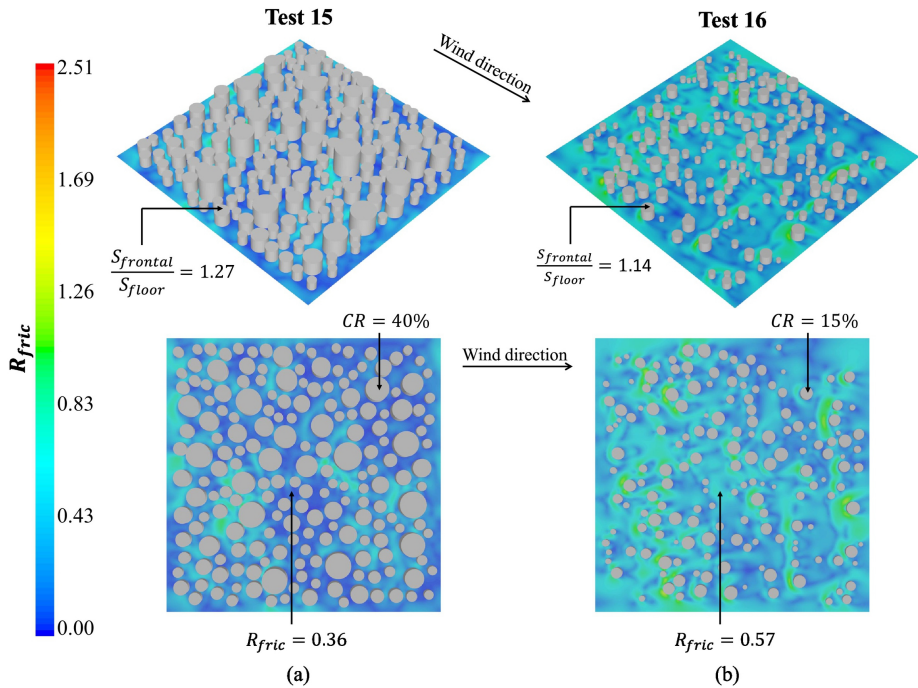 Test 15
Test 16
Wind direction
R_fric
2.51
1.69
1.26
0.83
0.43
0.00
S_frontal / S_floor = 1.27
S_frontal / S_floor = 1.14
CR = 40%
Wind direction
CR = 15%
R_fric = 0.36
R_fric = 0.57
(a)
(b)